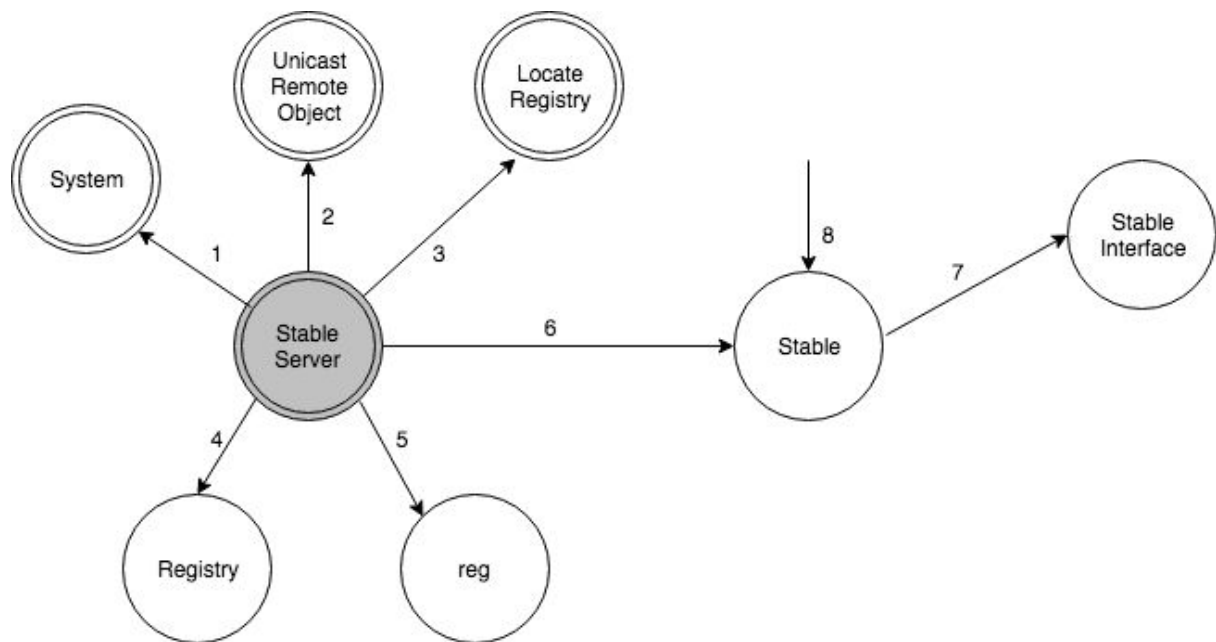 Unicast
Remote
Object
Locate
Registry
System
1
2
3
8
Stable
Interface
7
Stable
Server
6
Stable
4
5
Registry
reg